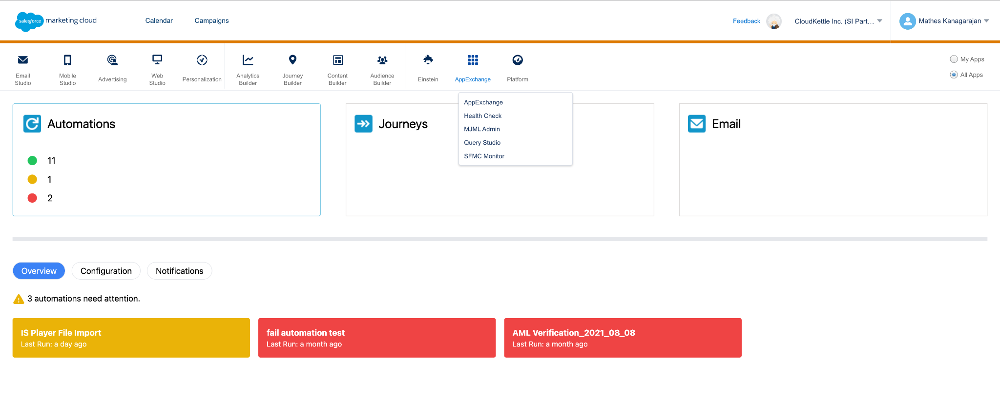 salesforce marketing cloud
Calendar
Campaigns
Feedback
CloudKettle Inc. (SI Part...
Mathes Kanagarajan
Email
Studio
Mobile
Studio
Advertising
Web
Studio
Personalization
Analytics
Builder
Journey
Builder
Content
Builder
Audience
Builder
Einstein
AppExchange
Platform
My Apps
All Apps
AppExchange
Health Check
MJML Admin
Query Studio
SFMC Monitor
Automations
11
1
2
Journeys
Email
Overview
Configuration
Notifications
3 automations need attention.
IS Player File Import
Last Run: a day ago
fail automation test
Last Run: a month ago
AML Verification_2021_08_08
Last Run: a month ago